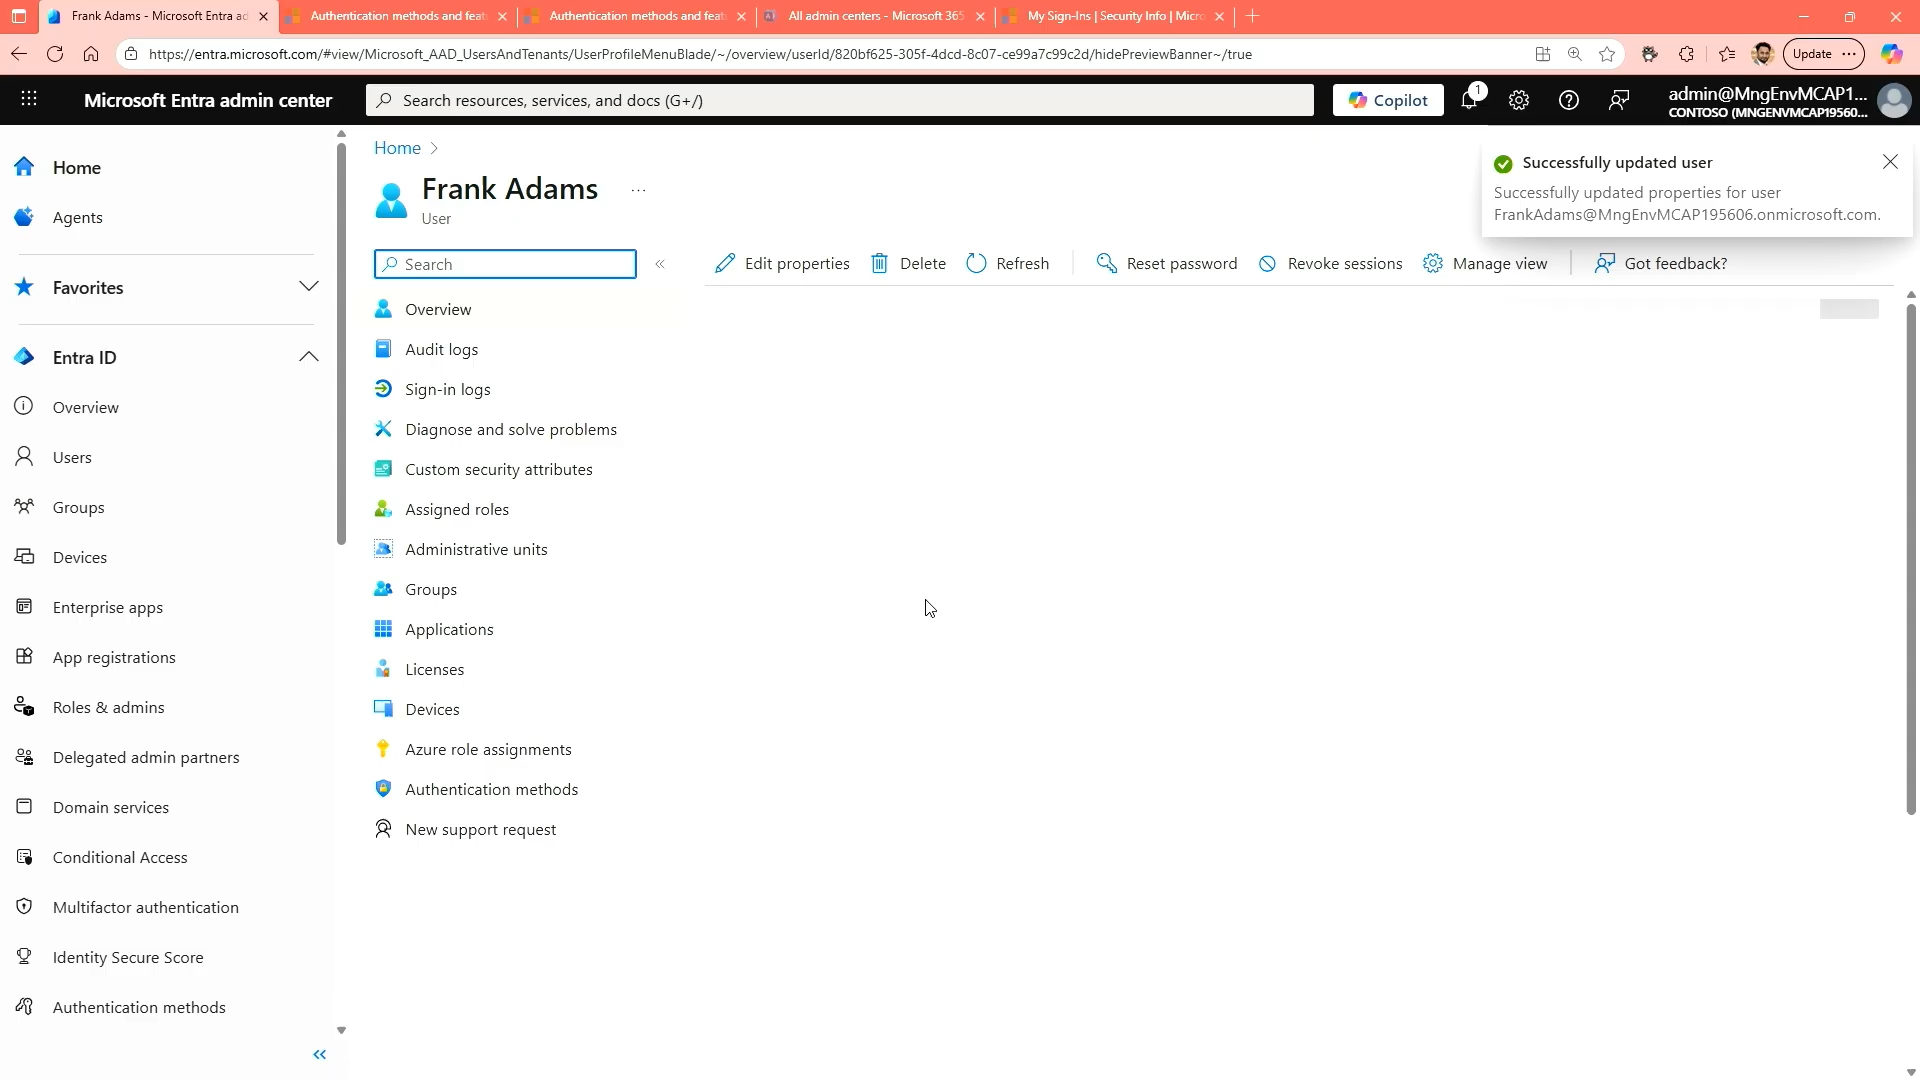 Frank Adams - Microsoft Entra ad
Authentication methods and feat
Authentication methods and feat
All admin centers - Microsoft 365
My Sign-Ins | Security Info | Micro
https://entra.microsoft.com/#view/Microsoft_AAD_UsersAndTenants/UserProfileMenuBlade/~/overview/userId/820bf625-305f-4dcd-8c07-ce99a7c99c2d/hidePreviewBanner~/true
Update
Microsoft Entra admin center
Search resources, services, and docs (G+/)
Copilot
1
admin@MngEnvMCAP1...
CONTOSO (MNGENVMCAP19560...
Home
Agents
Favorites
Entra ID
Overview
Users
Groups
Devices
Enterprise apps
App registrations
Roles & admins
Delegated admin partners
Domain services
Conditional Access
Multifactor authentication
Identity Secure Score
Authentication methods
Home
Frank Adams
User
Search
Overview
Audit logs
Sign-in logs
Diagnose and solve problems
Custom security attributes
Assigned roles
Administrative units
Groups
Applications
Licenses
Devices
Azure role assignments
Authentication methods
New support request
Edit properties
Delete
Refresh
Reset password
Revoke sessions
Manage view
Got feedback?
Successfully updated user
Successfully updated properties for user
FrankAdams@MngEnvMCAP195606.onmicrosoft.com.